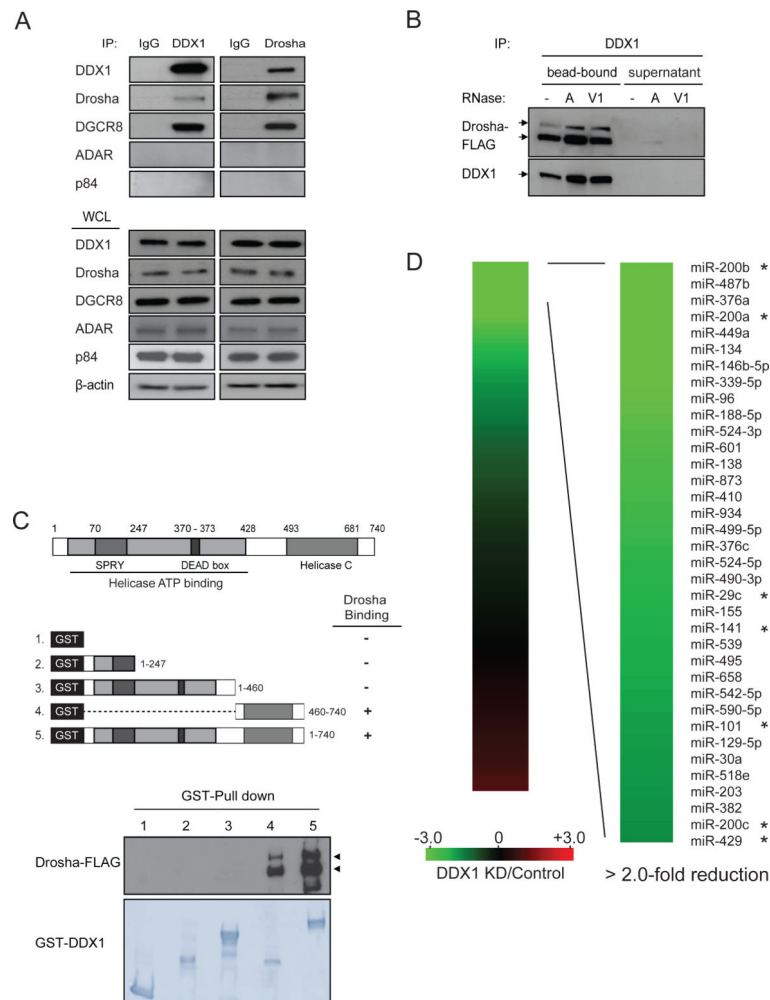 A
IP: IgG DDX1 IgG Drosha
DDX1
Drosha
DGCR8
ADAR
p84
WCL
DDX1
Drosha
DGCR8
ADAR
p84
β-actin
B
IP: DDX1
bead-bound supernatant
RNase: - A V1 - A V1
Drosha-
FLAG
DDX1
C
1 70 247 370 - 373 428 493 681 740
SPRY DEAD box Helicase C
Helicase ATP binding
Drosha
Binding
1. GST -
2. GST 1-247 -
3. GST 1-460 -
4. GST 460-740 +
5. GST 1-740 +
GST-Pull down
1 2 3 4 5
Drosha-FLAG
GST-DDX1
D
miR-200b *
miR-487b
miR-376a
miR-200a *
miR-449a
miR-134
miR-146b-5p
miR-339-5p
miR-96
miR-188-5p
miR-524-3p
miR-601
miR-138
miR-873
miR-410
miR-934
miR-499-5p
miR-376c
miR-524-5p
miR-490-3p
miR-29c *
miR-155
miR-141 *
miR-539
miR-495
miR-658
miR-542-5p
miR-590-5p
miR-101 *
miR-129-5p
miR-30a
miR-518e
miR-203
miR-382
miR-200c *
miR-429 *
-3.0 0 +3.0
DDX1 KD/Control
> 2.0-fold reduction